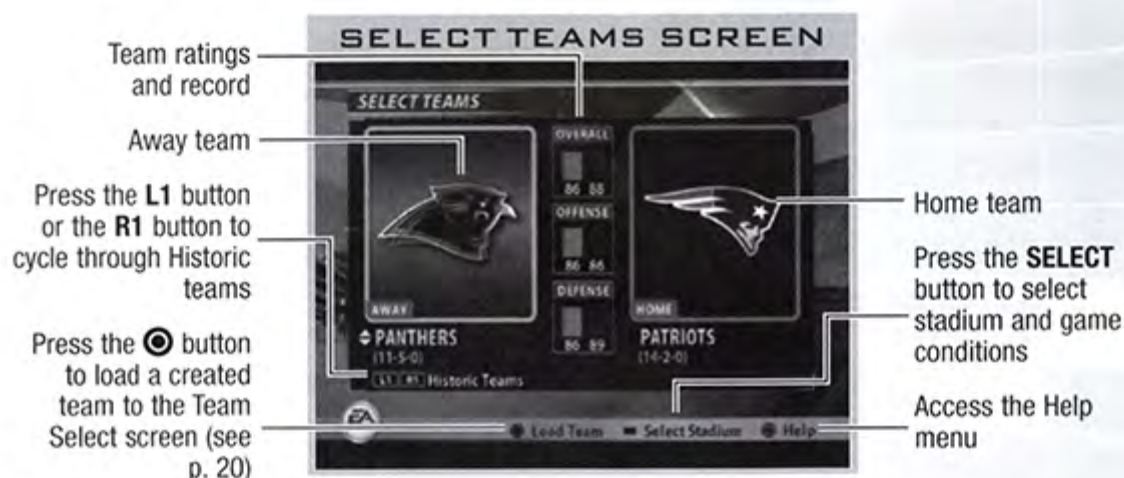 SELECT TEAMS SCREEN
Team ratings
and record
Away team
Press the L1 button
or the R1 button to
cycle through Historic
teams
Press the button
to load a created
team to the Team
Select screen (see
p. 20)
SELECT TEAMS
OVERALL
86 88
OFFENSE
86 86
DEFENSE
86 89
AWAY
PANTHERS
(11-5-0)
L1 R1 Historic Teams
HOME
PATRIOTS
(14-2-0)
EA
Load Team Select Stadium Help
Home team
Press the SELECT
button to select
stadium and game
conditions
Access the Help
menu